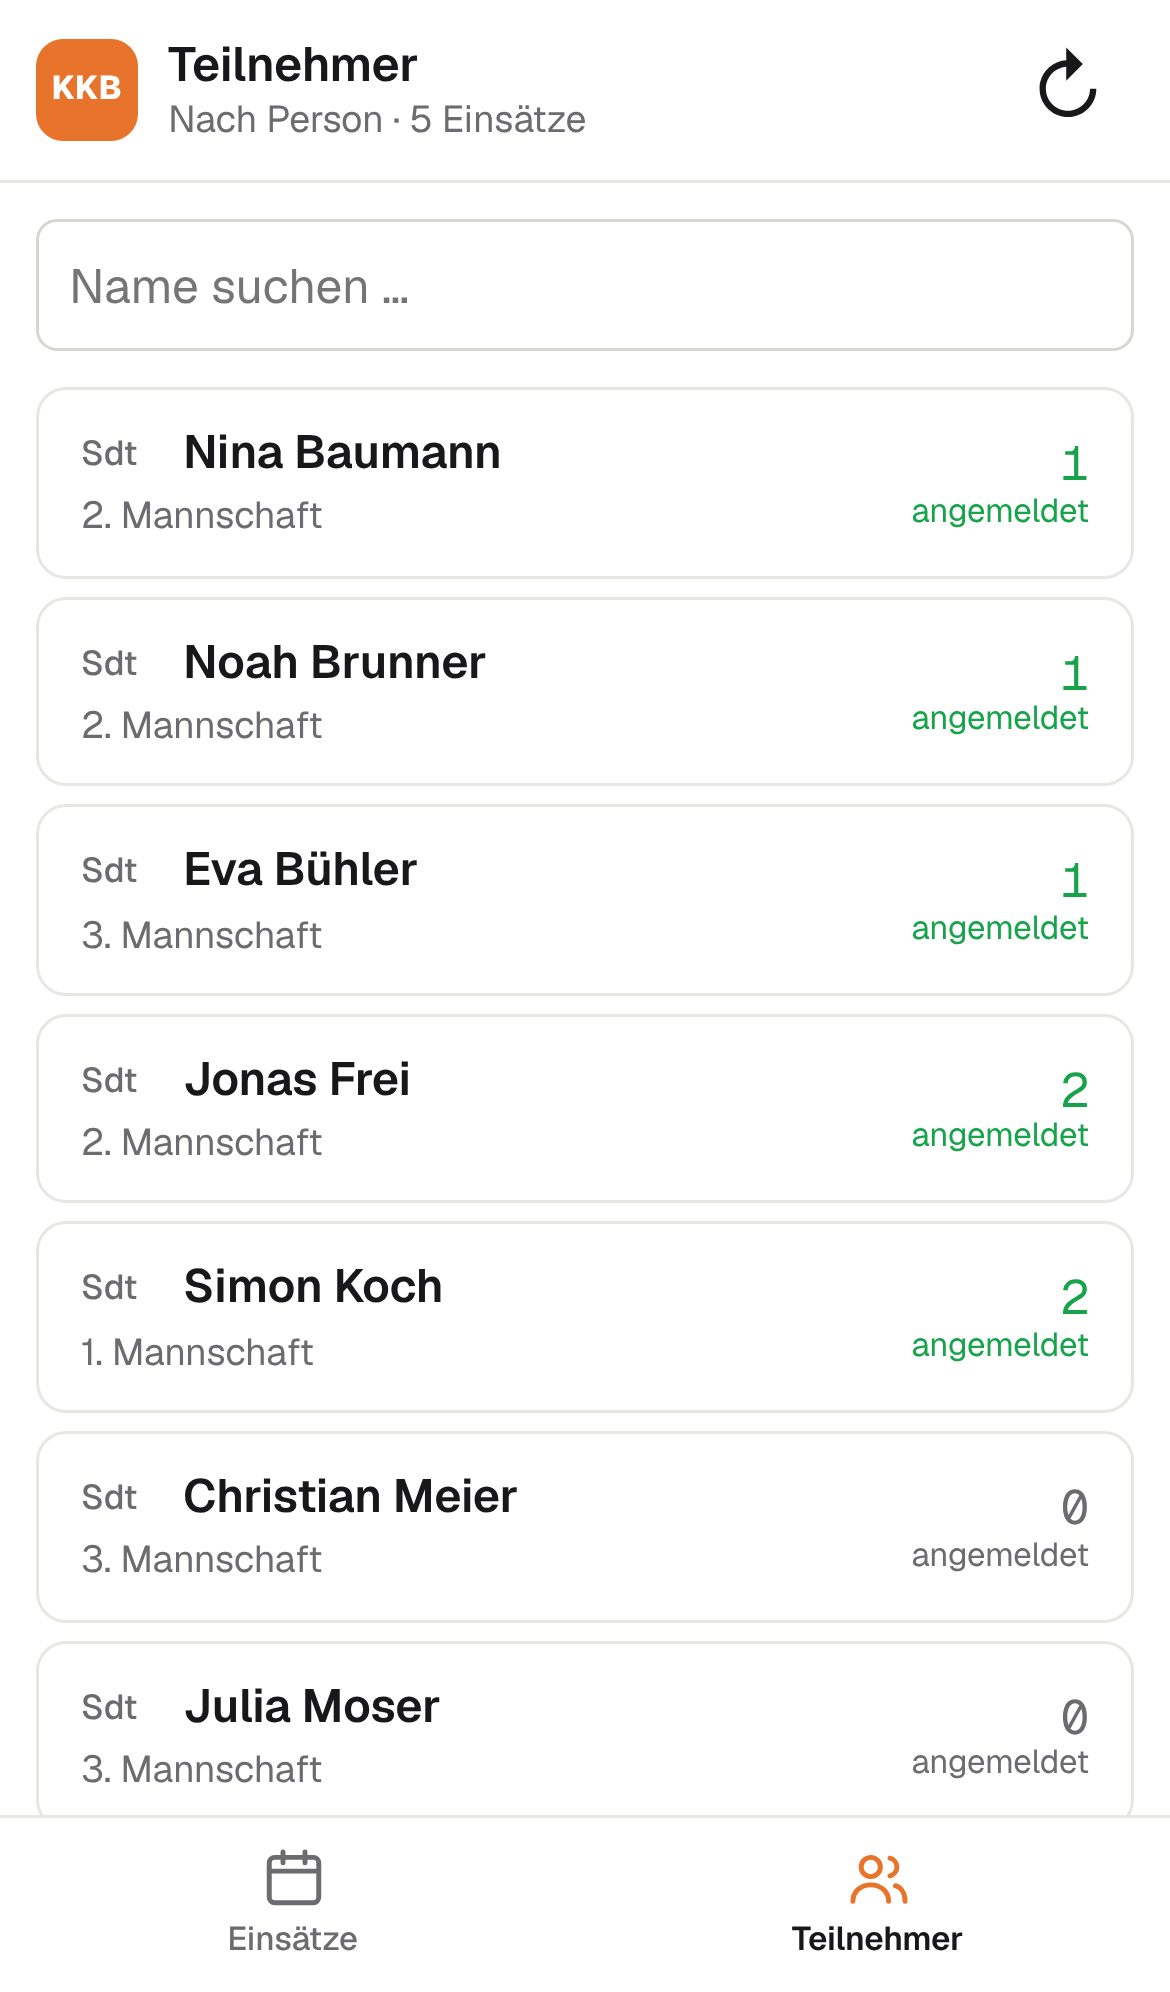 KKB
Teilnehmer
Nach Person · 5 Einsätze
Name suchen ...
Sdt Nina Baumann
2. Mannschaft
1
angemeldet
Sdt Noah Brunner
2. Mannschaft
1
angemeldet
Sdt Eva Bühler
3. Mannschaft
1
angemeldet
Sdt Jonas Frei
2. Mannschaft
2
angemeldet
Sdt Simon Koch
1. Mannschaft
2
angemeldet
Sdt Christian Meier
3. Mannschaft
0
angemeldet
Sdt Julia Moser
3. Mannschaft
0
angemeldet
Einsätze
Teilnehmer